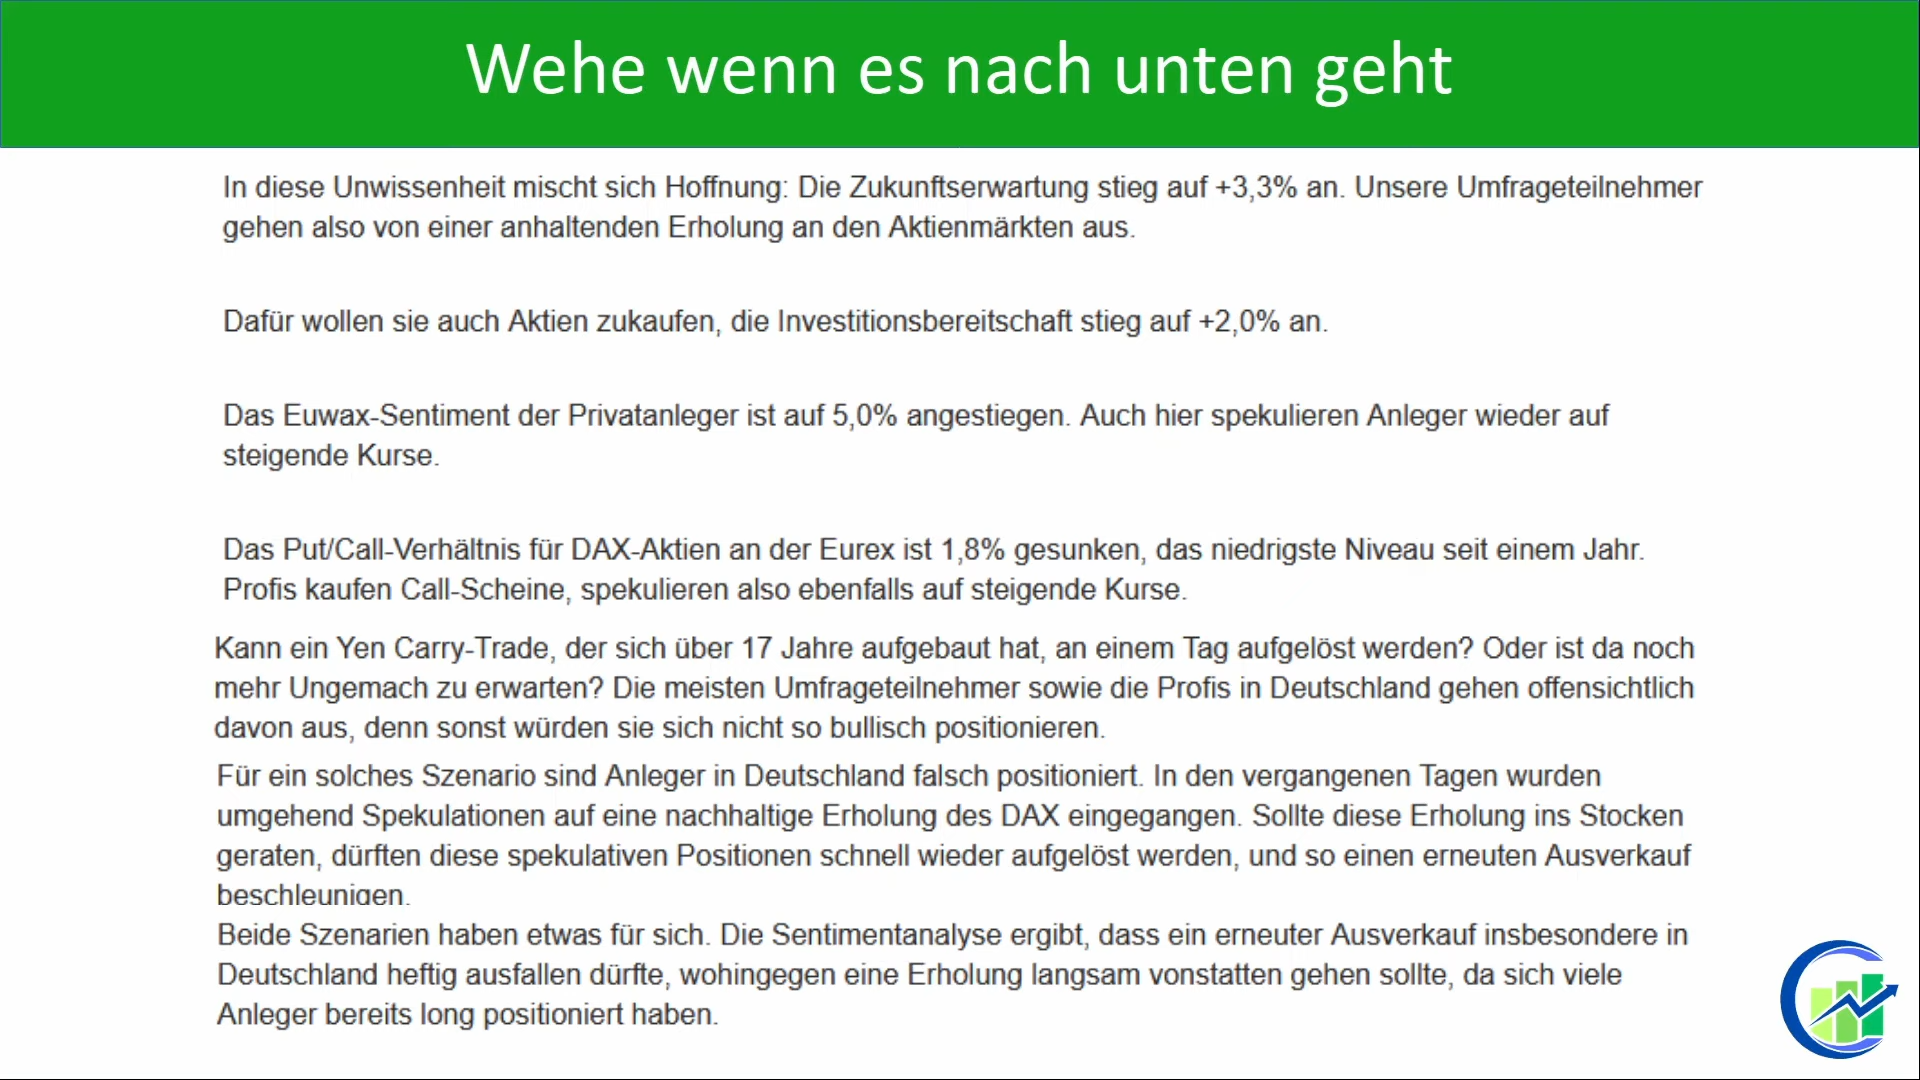 Wehe wenn es nach unten geht
In diese Unwissenheit mischt sich Hoffnung: Die Zukunftserwartung stieg auf +3,3% an. Unsere Umfrageteilnehmer
gehen also von einer anhaltenden Erholung an den Aktienmärkten aus.
Dafür wollen sie auch Aktien zukaufen, die Investitionsbereitschaft stieg auf +2,0% an.
Das Euwax-Sentiment der Privatanleger ist auf 5,0% angestiegen. Auch hier spekulieren Anleger wieder auf
steigende Kurse.
Das Put/Call-Verhältnis für DAX-Aktien an der Eurex ist 1,8% gesunken, das niedrigste Niveau seit einem Jahr.
Profis kaufen Call-Scheine, spekulieren also ebenfalls auf steigende Kurse.
Kann ein Yen Carry-Trade, der sich über 17 Jahre aufgebaut hat, an einem Tag aufgelöst werden? Oder ist da noch
mehr Ungemach zu erwarten? Die meisten Umfrageteilnehmer sowie die Profis in Deutschland gehen offensichtlich
davon aus, denn sonst würden sie sich nicht so bullisch positionieren.
Für ein solches Szenario sind Anleger in Deutschland falsch positioniert. In den vergangenen Tagen wurden
umgehend Spekulationen auf eine nachhaltige Erholung des DAX eingegangen. Sollte diese Erholung ins Stocken
geraten, dürften diese spekulativen Positionen schnell wieder aufgelöst werden, und so einen erneuten Ausverkauf
beschleunigen.
Beide Szenarien haben etwas für sich. Die Sentimentanalyse ergibt, dass ein erneuter Ausverkauf insbesondere in
Deutschland heftig ausfallen dürfte, wohingegen eine Erholung langsam vonstatten gehen sollte, da sich viele
Anleger bereits long positioniert haben.